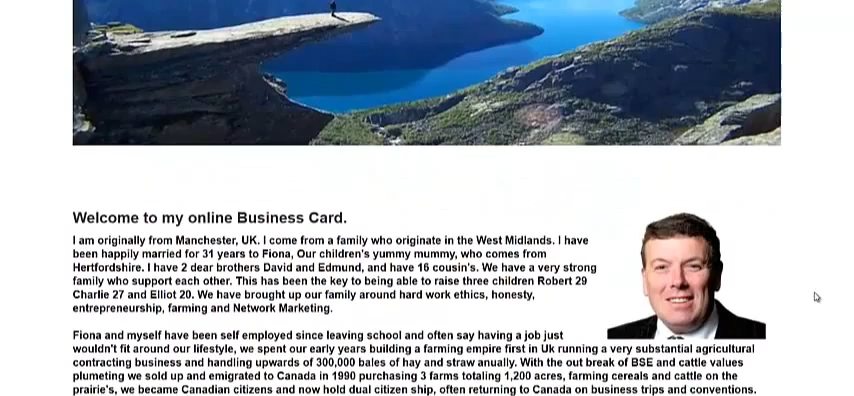 Welcome to my online Business Card.
I am originally from Manchester, UK. I come from a family who originate in the West Midlands. I have
been happily married for 31 years to Fiona, Our children's yummy mummy, who comes from
Hertfordshire. I have 2 dear brothers David and Edmund, and have 16 cousin's. We have a very strong
family who support each other. This has been the key to being able to raise three children Robert 29
Charlie 27 and Elliot 20. We have brought up our family around hard work ethics, honesty,
entrepreneurship, farming and Network Marketing.
Fiona and myself have been self employed since leaving school and often say having a job just
wouldn't fit around our lifestyle, we spent our early years building a farming empire first in Uk running a very substantial agricultural
contracting business and handling upwards of 300,000 bales of hay and straw anually. With the out break of BSE and cattle values
plumeting we sold up and emigrated to Canada in 1990 purchasing 3 farms totaling 1,200 acres, farming cereals and cattle on the
prairie's, we became Canadian citizens and now hold dual citizen ship, often returning to Canada on business trips and conventions.